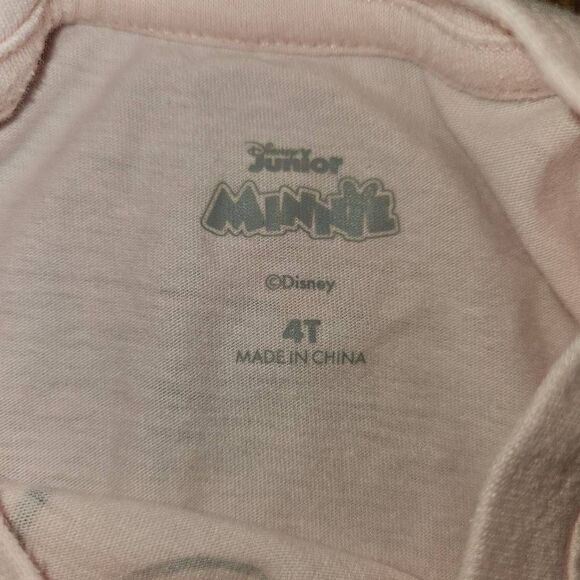 Disney
Junior
MINNIE
©Disney
4T
MADE IN CHINA